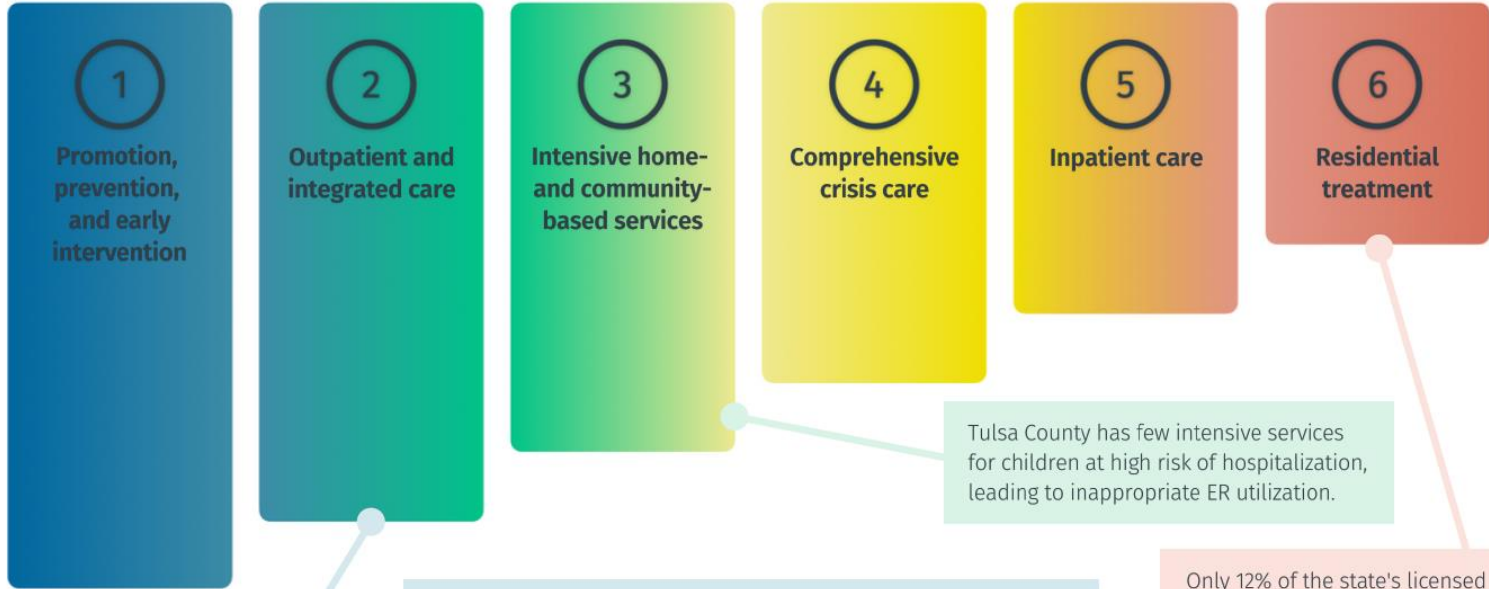 1
Promotion,
prevention,
and early
intervention
2
Outpatient and
integrated care
3
Intensive home-
and community-
based services
4
Comprehensive
crisis care
5
Inpatient care
6
Residential
treatment
Tulsa County has few intensive services
for children at high risk of hospitalization,
leading to inappropriate ER utilization.
Only 12% of the state's licensed